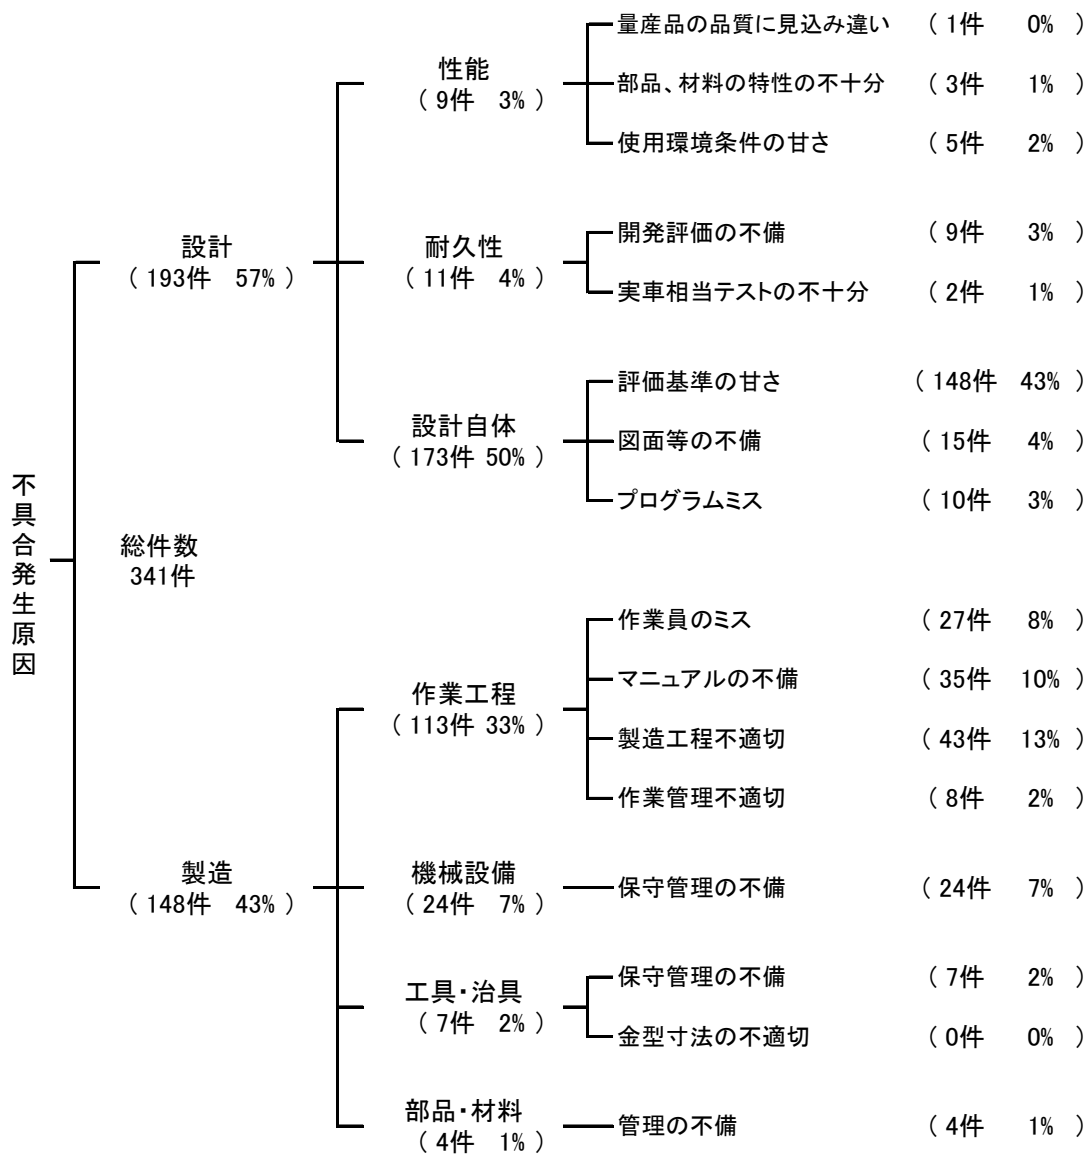 不具合発生原因
総件数
341件
設計
( 193件 57% )
性能
( 9件 3% )
量産品の品質に見込み違い ( 1件 0% )
部品、材料の特性の不十分 ( 3件 1% )
使用環境条件の甘さ ( 5件 2% )
耐久性
( 11件 4% )
開発評価の不備 ( 9件 3% )
実車相当テストの不十分 ( 2件 1% )
設計自体
( 173件 50% )
評価基準の甘さ ( 148件 43% )
図面等の不備 ( 15件 4% )
プログラムミス ( 10件 3% )
製造
( 148件 43% )
作業工程
( 113件 33% )
作業員のミス ( 27件 8% )
マニュアルの不備 ( 35件 10% )
製造工程不適切 ( 43件 13% )
作業管理不適切 ( 8件 2% )
機械設備
( 24件 7% )
保守管理の不備 ( 24件 7% )
工具・治具
( 7件 2% )
保守管理の不備 ( 7件 2% )
金型寸法の不適切 ( 0件 0% )
部品・材料
( 4件 1% )
管理の不備 ( 4件 1% )